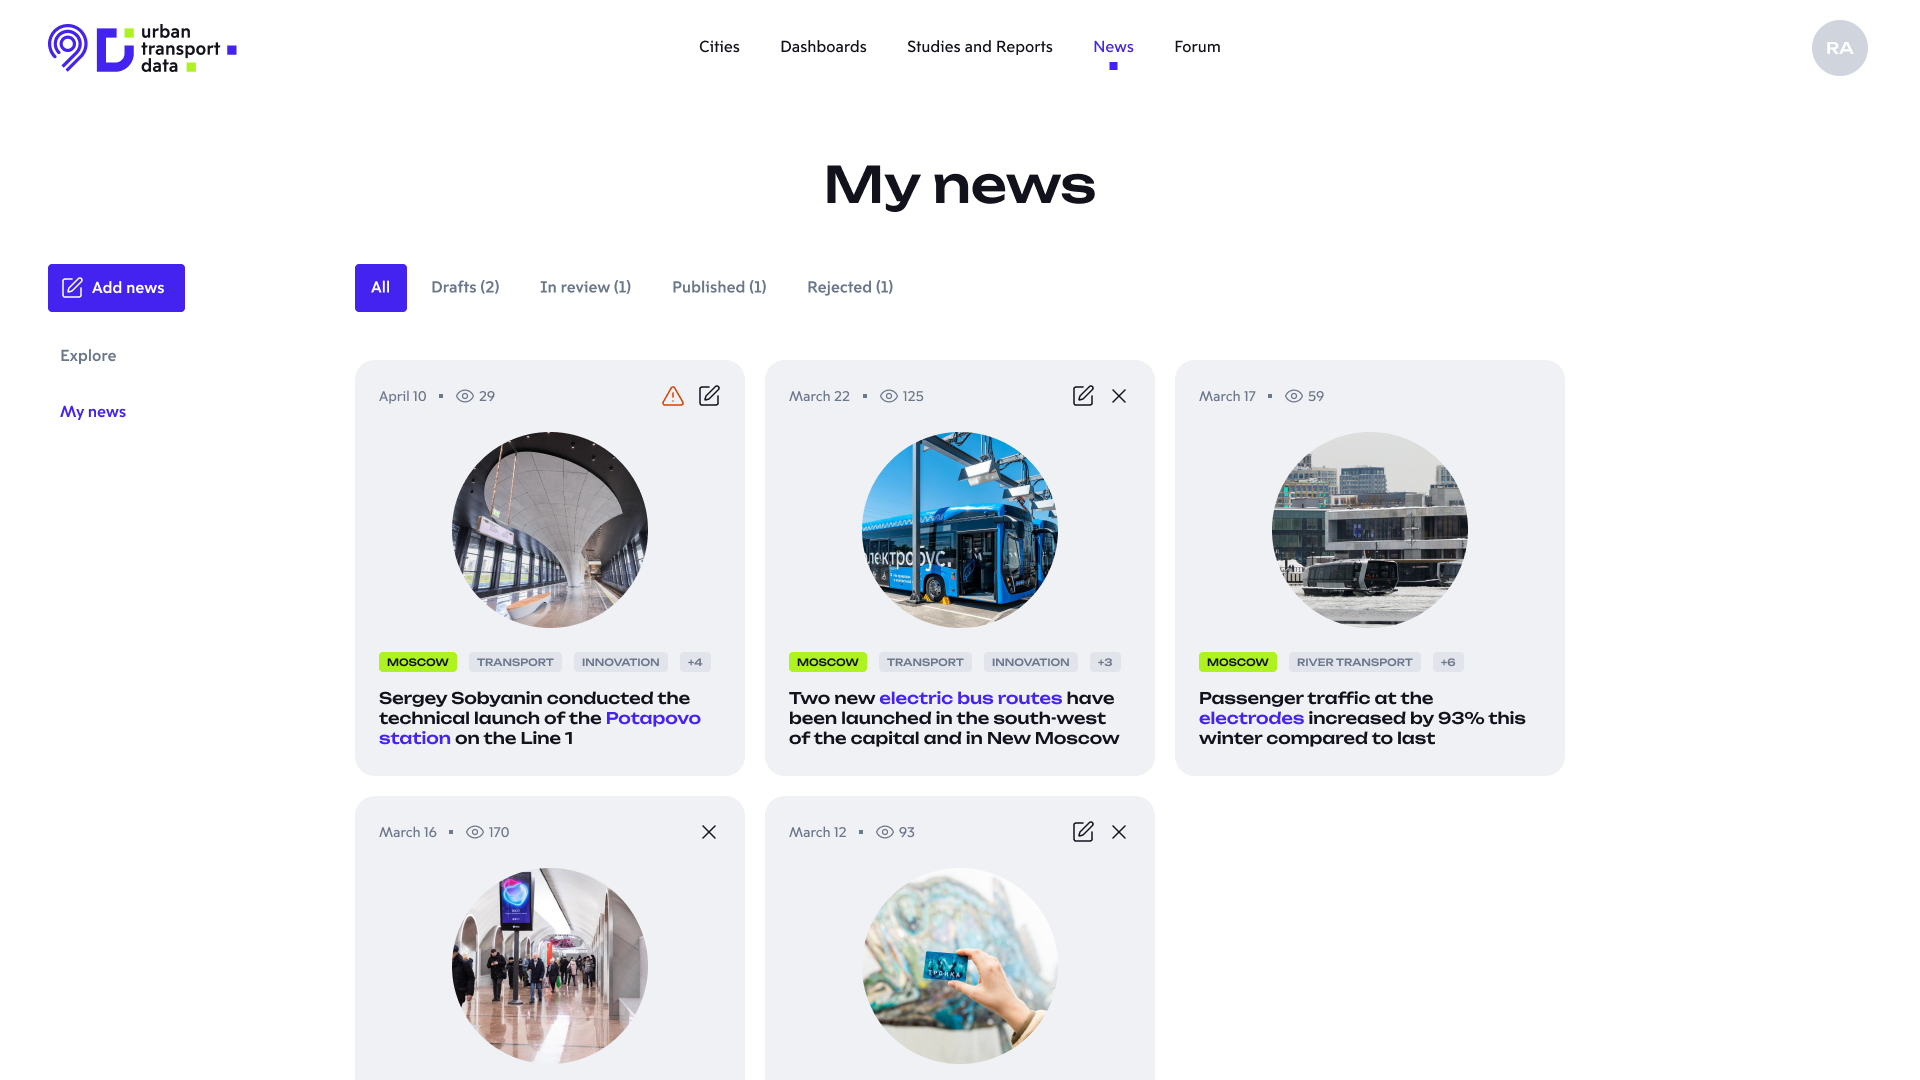 urban
transport
data
Cities
Dashboards
Studies and Reports
News
Forum
RA
My news
Add news
Explore
My news
All
Drafts (2)
In review (1)
Published (1)
Rejected (1)
April 10
29
MOSCOW
TRANSPORT
INNOVATION
+4
Sergey Sobyanin conducted the
technical launch of the Potapovo
station on the Line 1
March 22
125
электробус.
MOSCOW
TRANSPORT
INNOVATION
+3
Two new electric bus routes have
been launched in the south-west
of the capital and in New Moscow
March 17
59
MOSCOW
RIVER TRANSPORT
+6
Passenger traffic at the
electrodes increased by 93% this
winter compared to last
March 16
170
March 12
93
ТРОЙКА